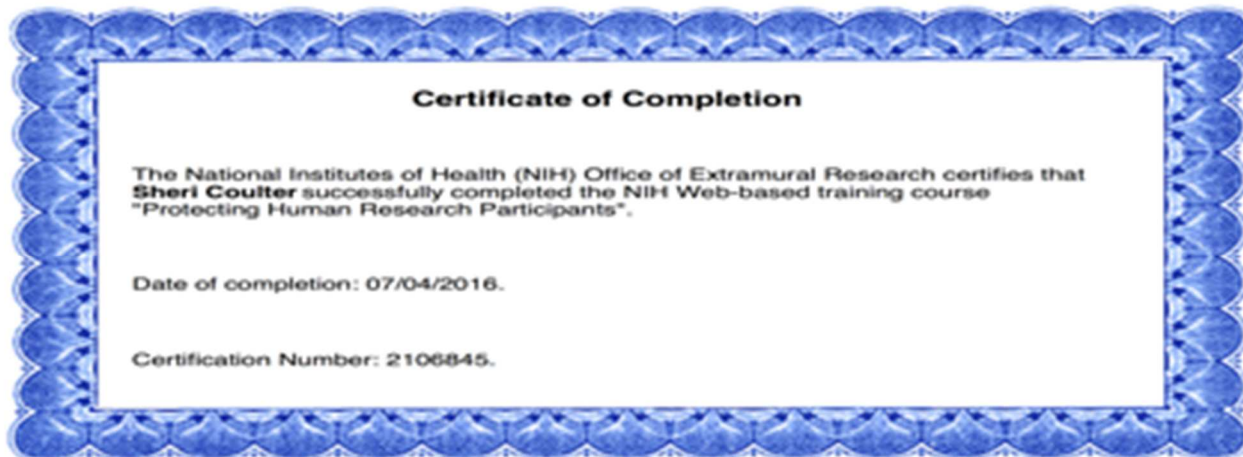 Certificate of Completion
The National Institutes of Health (NIH) Office of Extramural Research certifies that
Sheri Coulter successfully completed the NIH Web-based training course
"Protecting Human Research Participants".
Date of completion: 07/04/2016.
Certification Number: 2106845.